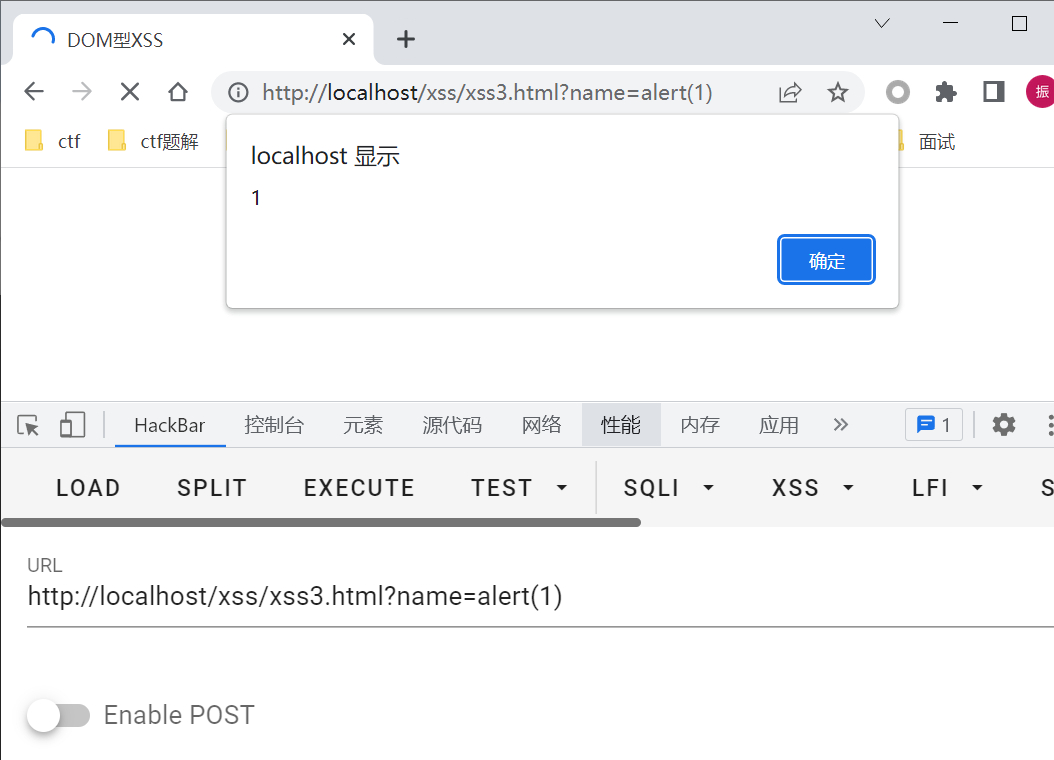 DOM型XSS
http://localhost/xss/xss3.html?name=alert(1)
振
ctf ctf题解 面试
localhost 显示
1
确定
HackBar 控制台 元素 源代码 网络 性能 内存 应用 » 1
LOAD SPLIT EXECUTE TEST SQLI XSS LFI S
URL
http://localhost/xss/xss3.html?name=alert(1)
Enable POST